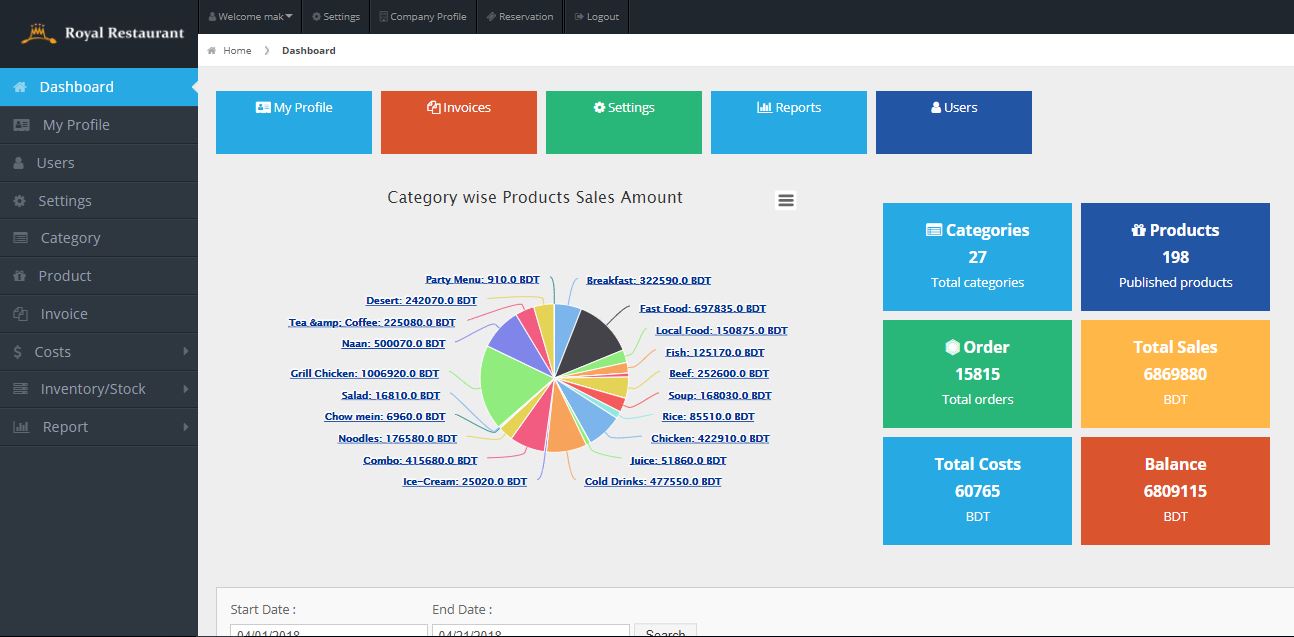 Royal Restaurant
Welcome mak
Settings
Company Profile
Reservation
Logout
Home
Dashboard
Dashboard
My Profile
Users
Settings
Category
Product
Invoice
$ Costs
Inventory/Stock
Report
My Profile
Invoices
Settings
Reports
Users
Category wise Products Sales Amount
Party Menu: 910.0 BDT
Breakfast: 322590.0 BDT
Desert: 242070.0 BDT
Fast Food: 697835.0 BDT
Tea &amp; Coffee: 225080.0 BDT
Local Food: 150875.0 BDT
Naan: 500070.0 BDT
Fish: 125170.0 BDT
Grill Chicken: 1006920.0 BDT
Beef: 252600.0 BDT
Salad: 16810.0 BDT
Soup: 168030.0 BDT
Chow mein: 6960.0 BDT
Rice: 85510.0 BDT
Noodles: 176580.0 BDT
Chicken: 422910.0 BDT
Combo: 415680.0 BDT
Juice: 51860.0 BDT
Ice-Cream: 25020.0 BDT
Cold Drinks: 477550.0 BDT
Categories
27
Total categories
Products
198
Published products
Order
15815
Total orders
Total Sales
6869880
BDT
Total Costs
60765
BDT
Balance
6809115
BDT
Start Date :
End Date :
04/01/2018
04/21/2018
Search